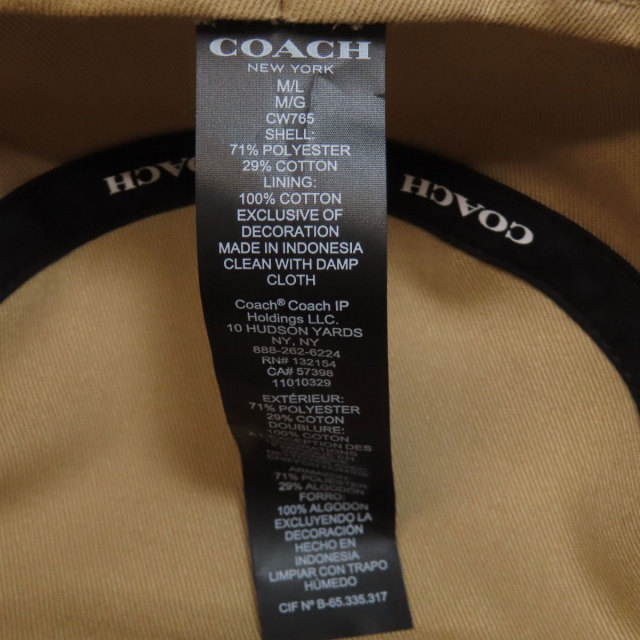 COACH
NEW YORK
M/L
M/G
CW765
SHELL:
71% POLYESTER
29% COTTON
LINING:
100% COTTON
EXCLUSIVE OF
DECORATION
MADE IN INDONESIA
CLEAN WITH DAMP
CLOTH
Coach® Coach IP
Holdings LLC.
10 HUDSON YARDS
NY, NY
888-262-6224
RN# 132154
CA# 57398
11010329
EXTÉRIEUR:
71% POLYESTER
29% COTON
DOUBLURE:
100% COTON
À L'EXCEPTION DES
71% POLIÉSTER
29% ALGODÓN
FORRO:
100% ALGODÓN
EXCLUYENDO LA
DECORACIÓN
HECHO EN
INDONESIA
LIMPIAR CON TRAPO
HÚMEDO
CIF Nº B-65.335.317
COACH
COACH